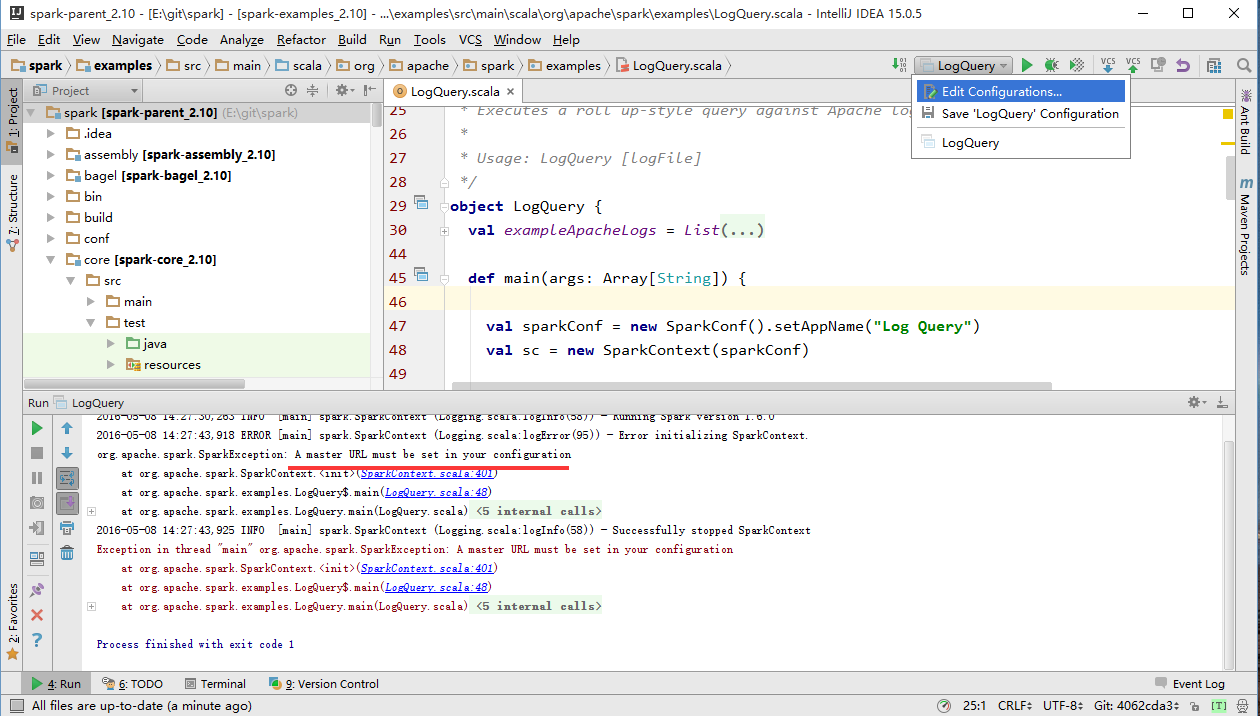 spark-parent_2.10 - [E:\git\spark] - [spark-examples_2.10] - ...\examples\src\main\scala\org\apache\spark\examples\LogQuery.scala - IntelliJ IDEA 15.0.5
File Edit View Navigate Code Analyze Refactor Build Run Tools VCS Window Help
spark examples src main scala org apache spark examples LogQuery.scala LogQuery VCS VCS
Project LogQuery.scala
Edit Configurations...
Save 'LogQuery' Configuration
LogQuery
1: Project
7: Structure
2: Favorites
Ant Build
Maven Projects
spark [spark-parent_2.10] (E:\git\spark)
.idea
assembly [spark-assembly_2.10]
bagel [spark-bagel_2.10]
bin
build
conf
core [spark-core_2.10]
src
main
test
java
resources
25 * Executes a roll up-style query against Apache log
26 *
27 * Usage: LogQuery [logFile]
28 */
29 object LogQuery {
30 val exampleApacheLogs = List(...)
44
45 def main(args: Array[String]) {
46
47 val sparkConf = new SparkConf().setAppName("Log Query")
48 val sc = new SparkContext(sparkConf)
49
Run LogQuery
2016-05-08 14:27:30,263 INFO [main] spark.SparkContext (Logging.scala:logInfo(58)) - Running Spark version 1.6.0
2016-05-08 14:27:43,918 ERROR [main] spark.SparkContext (Logging.scala:logError(95)) - Error initializing SparkContext.
org.apache.spark.SparkException: A master URL must be set in your configuration
at org.apache.spark.SparkContext.<init>(SparkContext.scala:401)
at org.apache.spark.examples.LogQuery$.main(LogQuery.scala:48)
at org.apache.spark.examples.LogQuery.main(LogQuery.scala) <5 internal calls>
2016-05-08 14:27:43,925 INFO [main] spark.SparkContext (Logging.scala:logInfo(58)) - Successfully stopped SparkContext
Exception in thread "main" org.apache.spark.SparkException: A master URL must be set in your configuration
at org.apache.spark.SparkContext.<init>(SparkContext.scala:401)
at org.apache.spark.examples.LogQuery$.main(LogQuery.scala:48)
at org.apache.spark.examples.LogQuery.main(LogQuery.scala) <5 internal calls>
Process finished with exit code 1
4: Run 6: TODO Terminal 9: Version Control Event Log
All files are up-to-date (a minute ago) 25:1 CRLF UTF-8 Git: 4062cda3 [T]